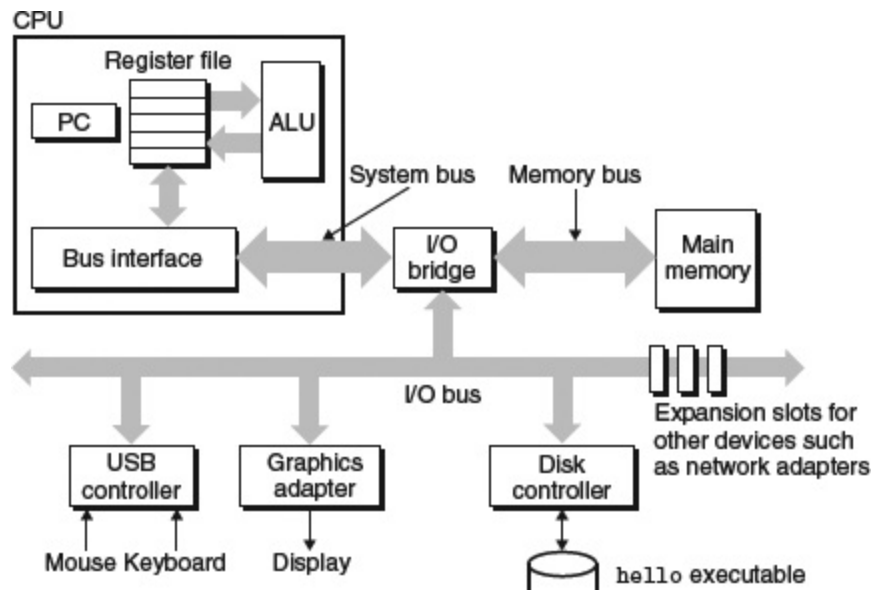 CPU
Register file
PC
ALU
System bus
Memory bus
Bus interface
I/O
bridge
Main
memory
I/O bus
Expansion slots for
other devices such
as network adapters
USB
controller
Graphics
adapter
Disk
controller
Mouse Keyboard
Display
hello executable